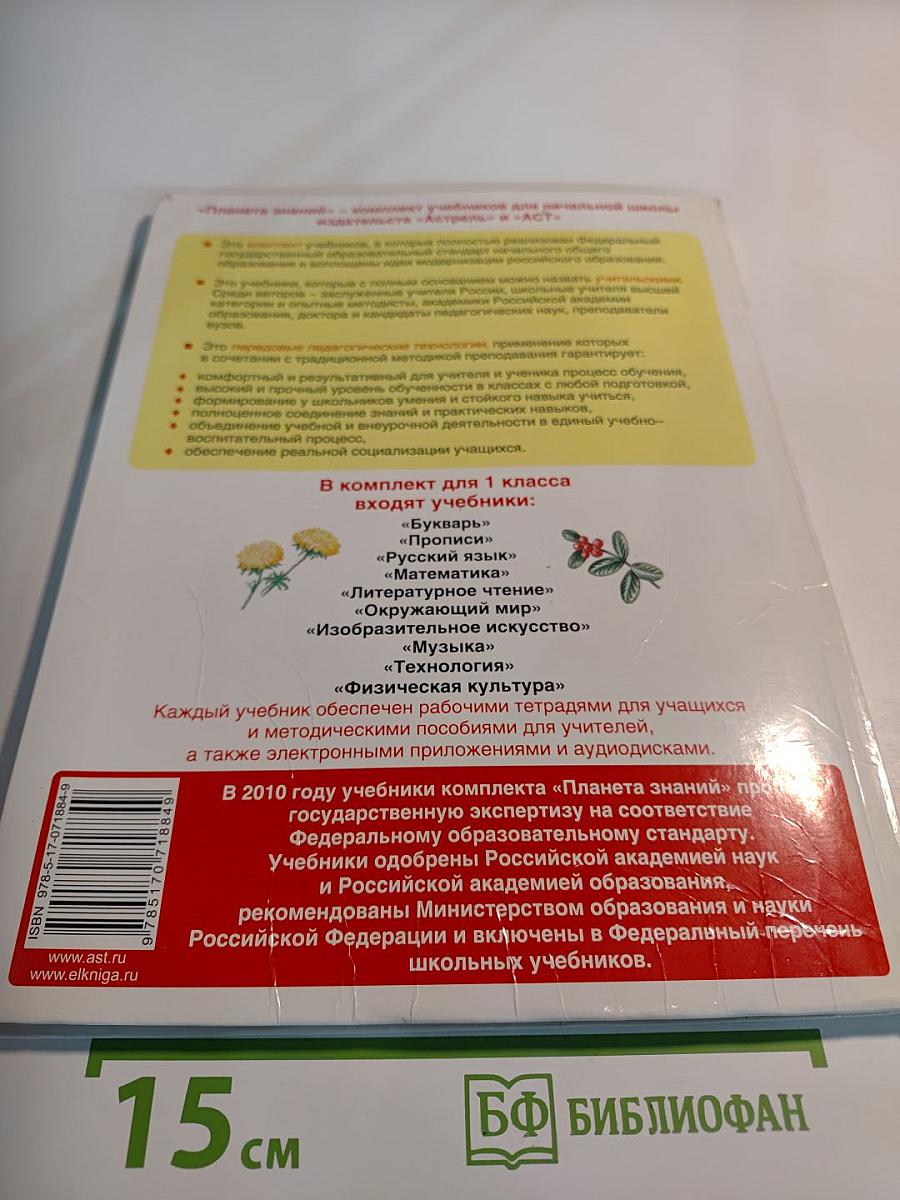 «Планета знаний» – комплект учебников для начальной школы
издательств «Астрель» и «АСТ»
Это комплект учебников, в которых полностью реализован Федеральный
государственный образовательный стандарт начального общего
образования и воплощены идеи модернизации российского образования.
Это учебники, которые с полным основанием можно назвать учительскими:
Среди авторов – заслуженные учителя России, школьные учителя высшей
категории и опытные методисты, академики Российской академии
образования, доктора и кандидаты педагогических наук, преподаватели
вузов.
Это передовые педагогические технологии, применение которых
в сочетании с традиционной методикой преподавания гарантирует:
комфортный и результативный для учителя и ученика процесс обучения,
высокий и прочный уровень обученности в классах с любой подготовкой,
формирование у школьников умения и стойкого навыка учиться,
полноценное соединение знаний и практических навыков,
объединение учебной и внеурочной деятельности в единый учебно–
воспитательный процесс,
обеспечение реальной социализации учащихся.
В комплект для 1 класса
входят учебники:
«Букварь»
«Прописи»
«Русский язык»
«Математика»
«Литературное чтение»
«Окружающий мир»
«Изобразительное искусство»
«Музыка»
«Технология»
«Физическая культура»
Каждый учебник обеспечен рабочими тетрадями для учащихся
и методическими пособиями для учителей,
а также электронными приложениями и аудиодисками.
В 2010 году учебники комплекта «Планета знаний»
государственную экспертизу на соответствие
Федеральному образовательному стандарту.
Учебники одобрены Российской академией наук
и Российской академией образования,
рекомендованы Министерством образования и науки
Российской Федерации и включены в Федеральный перечень
школьных учебников.
ISBN 978-5-17-071884-9
9 785170 718849
www.ast.ru
www.elkniga.ru
15 см
БФ БИБЛИОФАН